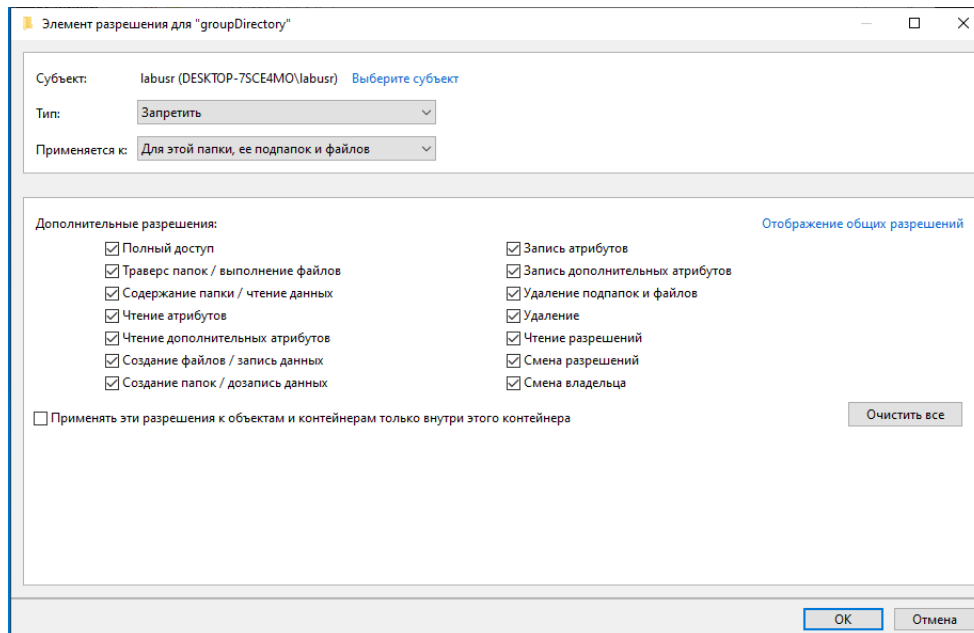 Элемент разрешения для "groupDirectory"
Субъект: labusr (DESKTOP-7SCE4MO\labusr) Выберите субъект
Тип: Запретить
Применяется к: Для этой папки, ее подпапок и файлов
Дополнительные разрешения: Отображение общих разрешений
Полный доступ Запись атрибутов
Траверс папок / выполнение файлов Запись дополнительных атрибутов
Содержание папки / чтение данных Удаление подпапок и файлов
Чтение атрибутов Удаление
Чтение дополнительных атрибутов Чтение разрешений
Создание файлов / запись данных Смена разрешений
Создание папок / дозапись данных Смена владельца
Применять эти разрешения к объектам и контейнерам только внутри этого контейнера Очистить все
ОК Отмена